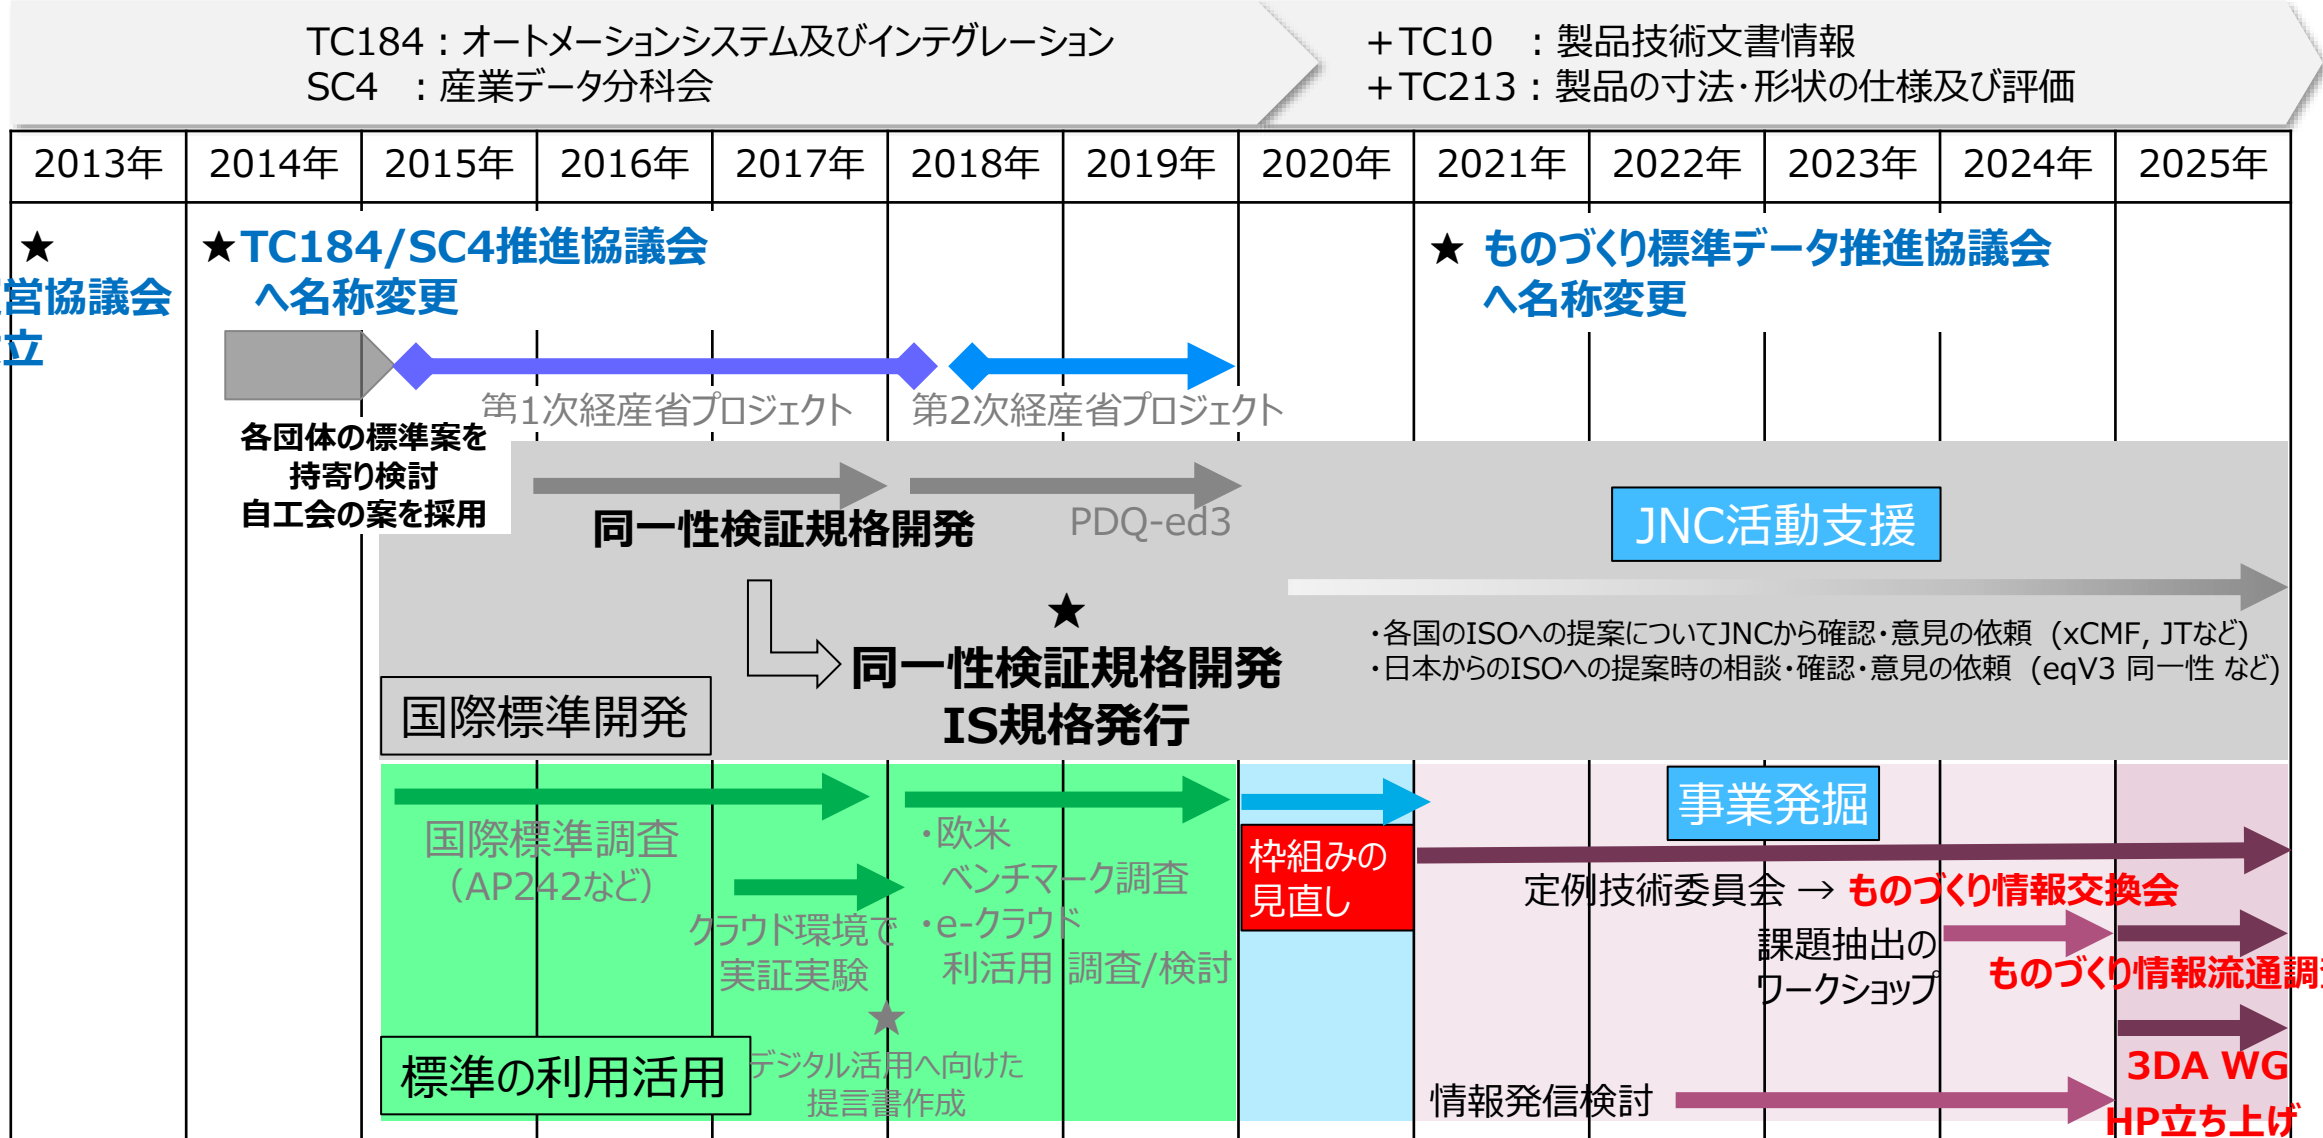 TC184：オートメーションシステム及びインテグレーション
SC4　：産業データ分科会
＋TC10　：製品技術文書情報
＋TC213：製品の寸法・形状の仕様及び評価
2013年 2014年 2015年 2016年 2017年 2018年 2019年 2020年 2021年 2022年 2023年 2024年 2025年
★
営協議会
立
★TC184/SC4推進協議会
へ名称変更
★ ものづくり標準データ推進協議会
へ名称変更
第1次経産省プロジェクト
第2次経産省プロジェクト
各団体の標準案を
持寄り検討
自工会の案を採用
同一性検証規格開発
PDQ-ed3
JNC活動支援
★
同一性検証規格開発
IS規格発行
・各国のISOへの提案についてJNCから確認・意見の依頼 (xCMF, JTなど)
・日本からのISOへの提案時の相談・確認・意見の依頼 (eqV3 同一性 など)
国際標準開発
国際標準調査
（AP242など）
クラウド環境で
実証実験
・欧米
ベンチマーク調査
・e-クラウド
利活用 調査/検討
★
デジタル活用へ向けた
提言書作成
標準の利用活用
枠組みの
見直し
事業発掘
定例技術委員会 → ものづくり情報交換会
課題抽出の
ワークショップ
ものづくり情報流通調
3DA WG
情報発信検討
HP立ち上げ